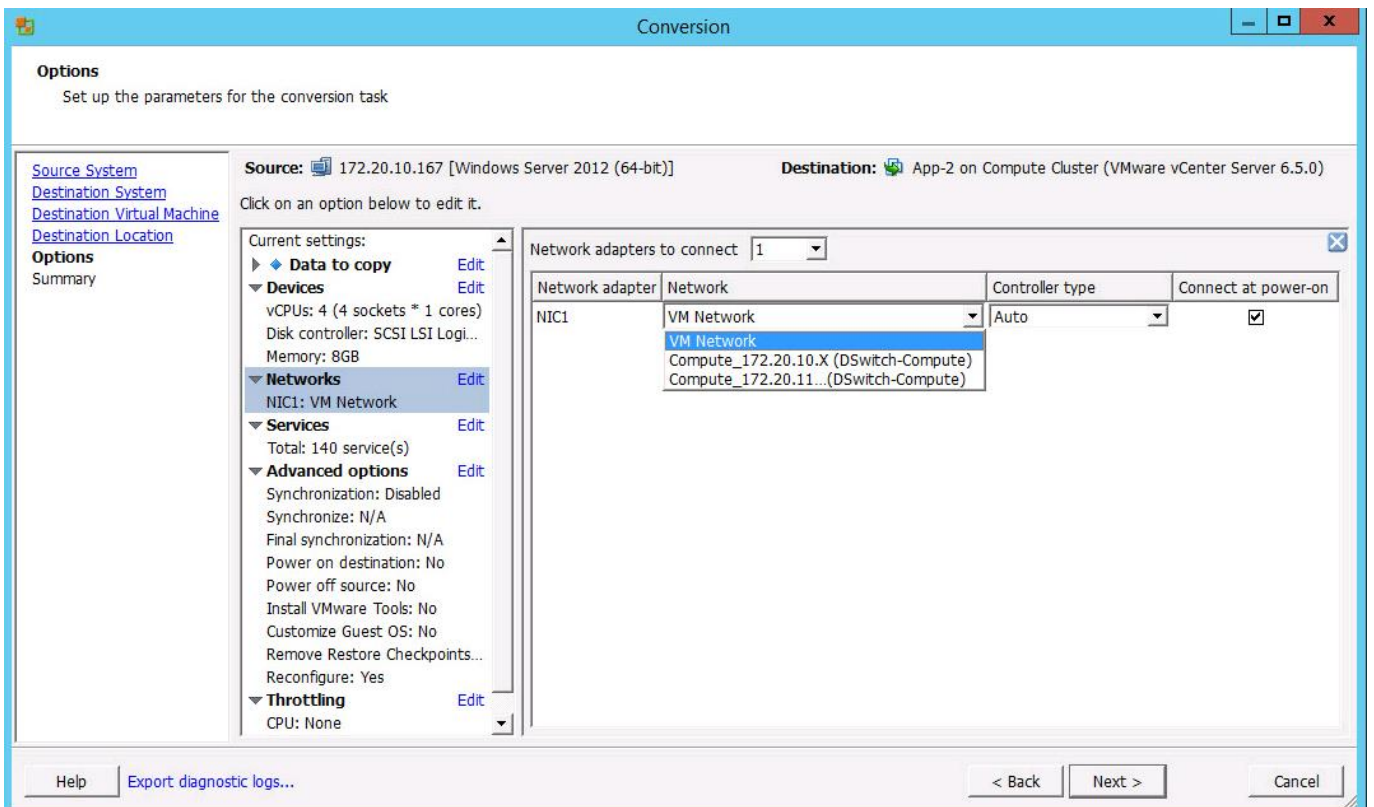 Conversion
Options
Set up the parameters for the conversion task
Source System
Destination System
Destination Virtual Machine
Destination Location
Options
Summary
Source: 172.20.10.167 [Windows Server 2012 (64-bit)]
Destination: App-2 on Compute Cluster (VMware vCenter Server 6.5.0)
Click on an option below to edit it.
Current settings:
Data to copy Edit
Devices Edit
vCPUs: 4 (4 sockets * 1 cores)
Disk controller: SCSI LSI Logi...
Memory: 8GB
Networks Edit
NIC1: VM Network
Services Edit
Total: 140 service(s)
Advanced options Edit
Synchronization: Disabled
Synchronize: N/A
Final synchronization: N/A
Power on destination: No
Power off source: No
Install VMware Tools: No
Customize Guest OS: No
Remove Restore Checkpoints...
Reconfigure: Yes
Throttling Edit
CPU: None
Network adapters to connect 1
Network adapter Network Controller type Connect at power-on
NIC1 VM Network Auto
VM Network
Compute_172.20.10.X (DSwitch-Compute)
Compute_172.20.11...(DSwitch-Compute)
Help Export diagnostic logs... < Back Next > Cancel